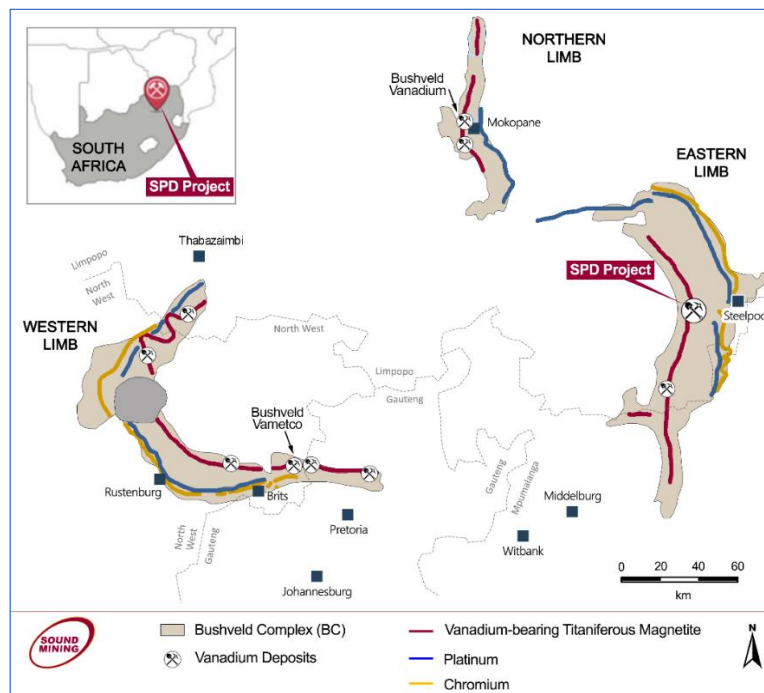 SOUTH
AFRICA
SPD Project
NORTHERN
LIMB
Bushveld
Vanadium
Mokopane
EASTERN
LIMB
SPD Project
Steelpoo
Thabazaimbi
Limpopo
North
West
WESTERN
LIMB
North West
Limpopo
Gauteng
Bushveld
Vametco
Rustenburg
Brits
Pretoria
North
West
Gauteng
Johannesburg
Gauteng
Mpumalanga
Middelburg
Witbank
0 20 40 60
km
SOUND
MINING
Bushveld Complex (BC)
Vanadium Deposits
Vanadium-bearing Titaniferous Magnetite
Platinum
Chromium
N